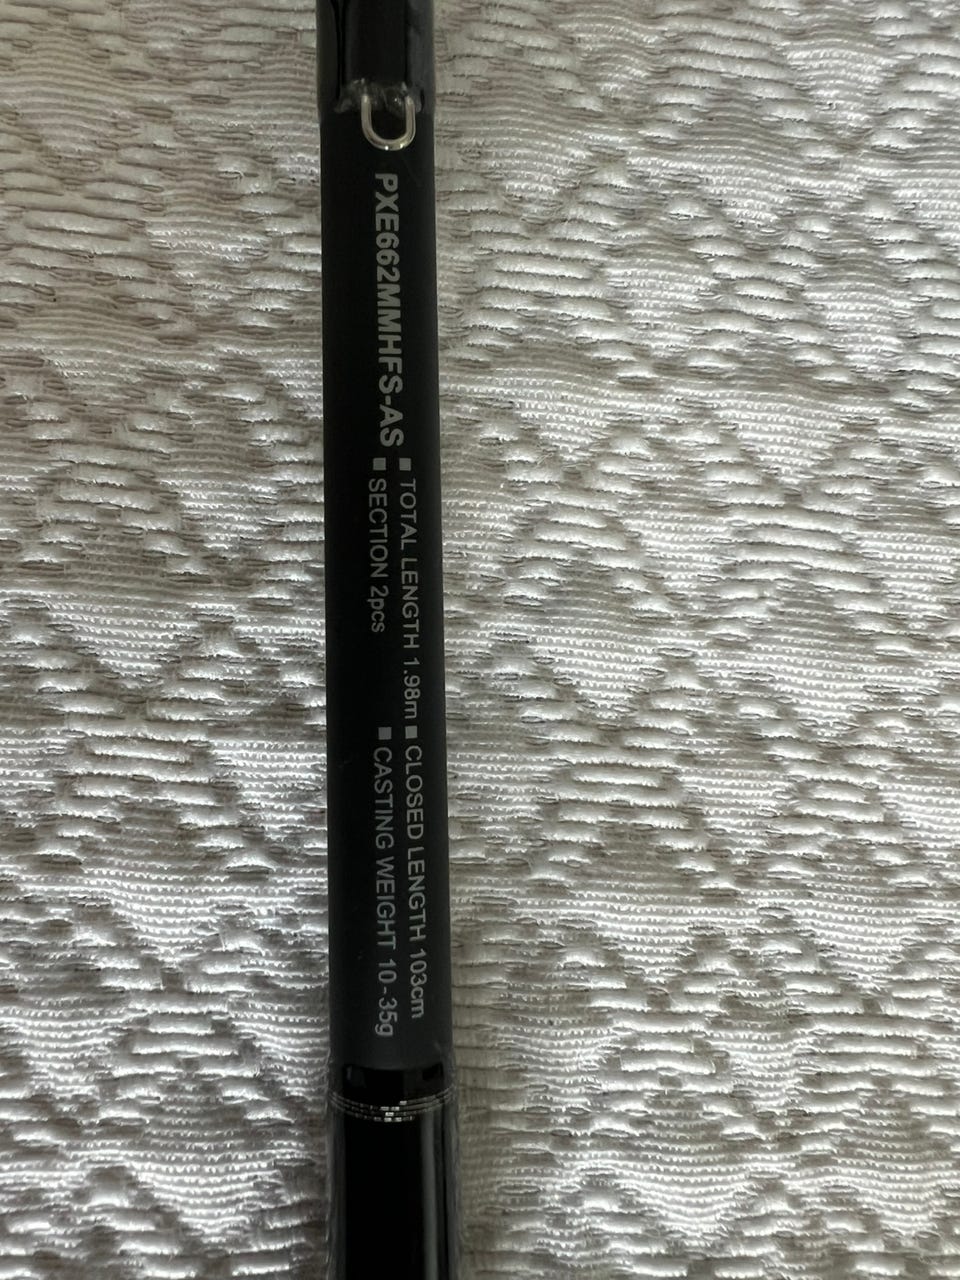 PXE662MMHFS-AS
■ TOTAL LENGTH 1.98m ■ CLOSED LENGTH 103cm
■ SECTION 2pcs ■ CASTING WEIGHT 10-35g